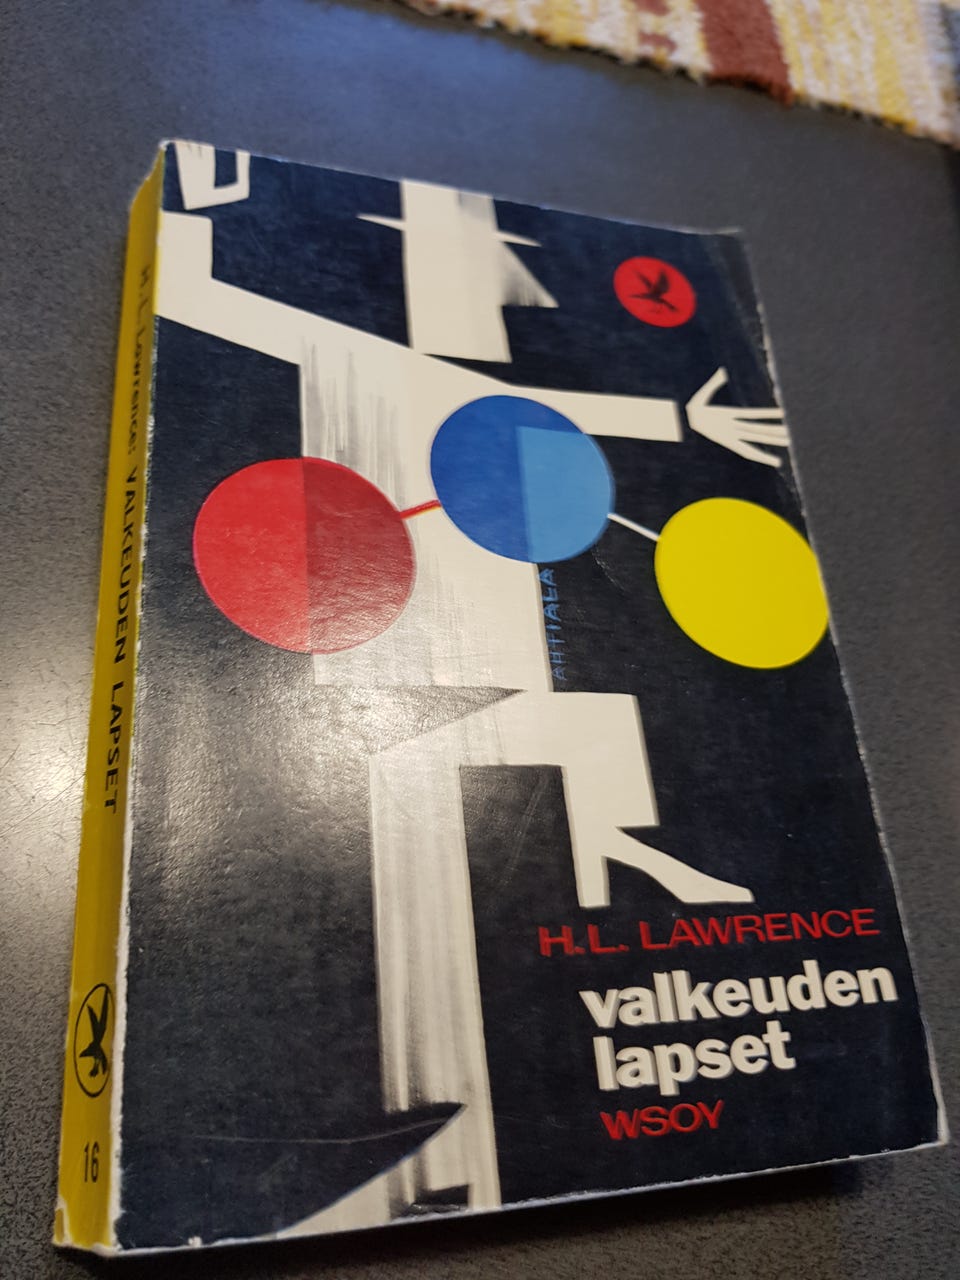 H.L. Lawrence: VALKEUDEN LAPSET
16
AHTIALA
H.L. LAWRENCE
valkeuden
lapset
WSOY